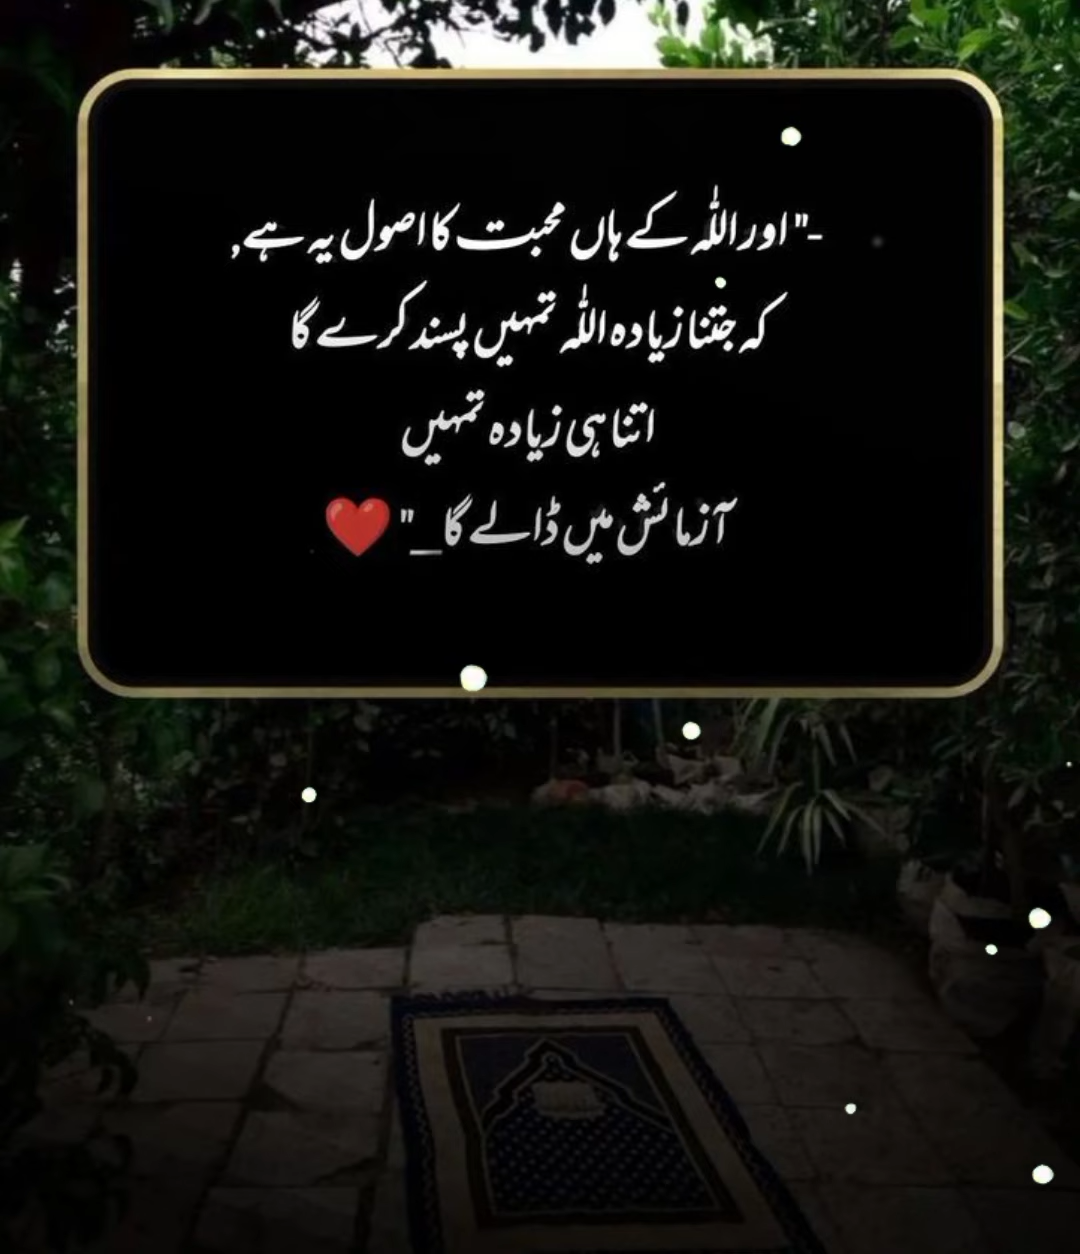 -"اور اللہ کے ہاں محبت کا اصول یہ ہے,
کہ جتنا زیادہ اللہ تمہیں پسند کرے گا
اتنا ہی زیادہ تمہیں
آزمائش میں ڈالے گا_" ❤️